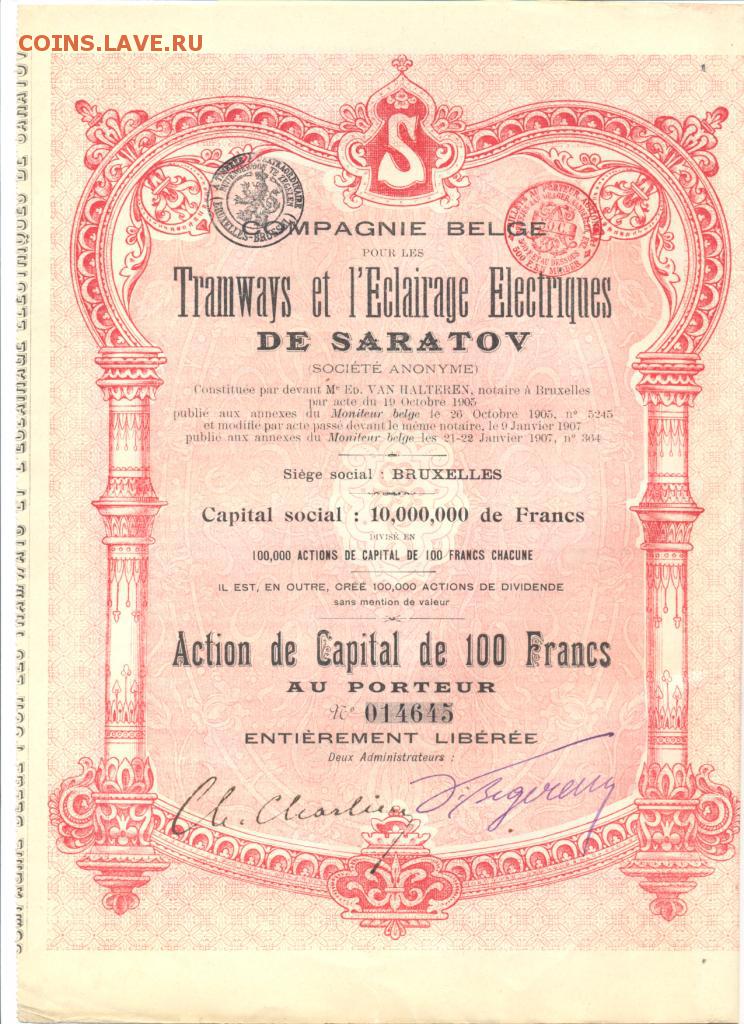 COINS.LAVE.RU
S
COMPAGNIE BELGE
POUR LES
Tramways et l'Eclairage Electriques
DE SARATOV
(SOCIÉTÉ ANONYME)
Constituée par devant Me ED. VAN HALTEREN, notaire à Bruxelles
par acte du 19 Octobre 1905
publié aux annexes du Moniteur belge le 26 Octobre 1905, n° 5245
et modifié par acte passé devant le même notaire, le 9 Janvier 1907
publié aux annexes du Moniteur belge les 21-22 Janvier 1907, n° 364
Siège social : BRUXELLES
Capital social : 10,000,000 de Francs
DIVISÉ EN
100,000 ACTIONS DE CAPITAL DE 100 FRANCS CHACUNE
IL EST, EN OUTRE, CRÉÉ 100,000 ACTIONS DE DIVIDENDE
sans mention de valeur
Action de Capital de 100 Francs
AU PORTEUR
N° 014645
ENTIÈREMENT LIBÉRÉE
Deux Administrateurs :
Ch. Charlier